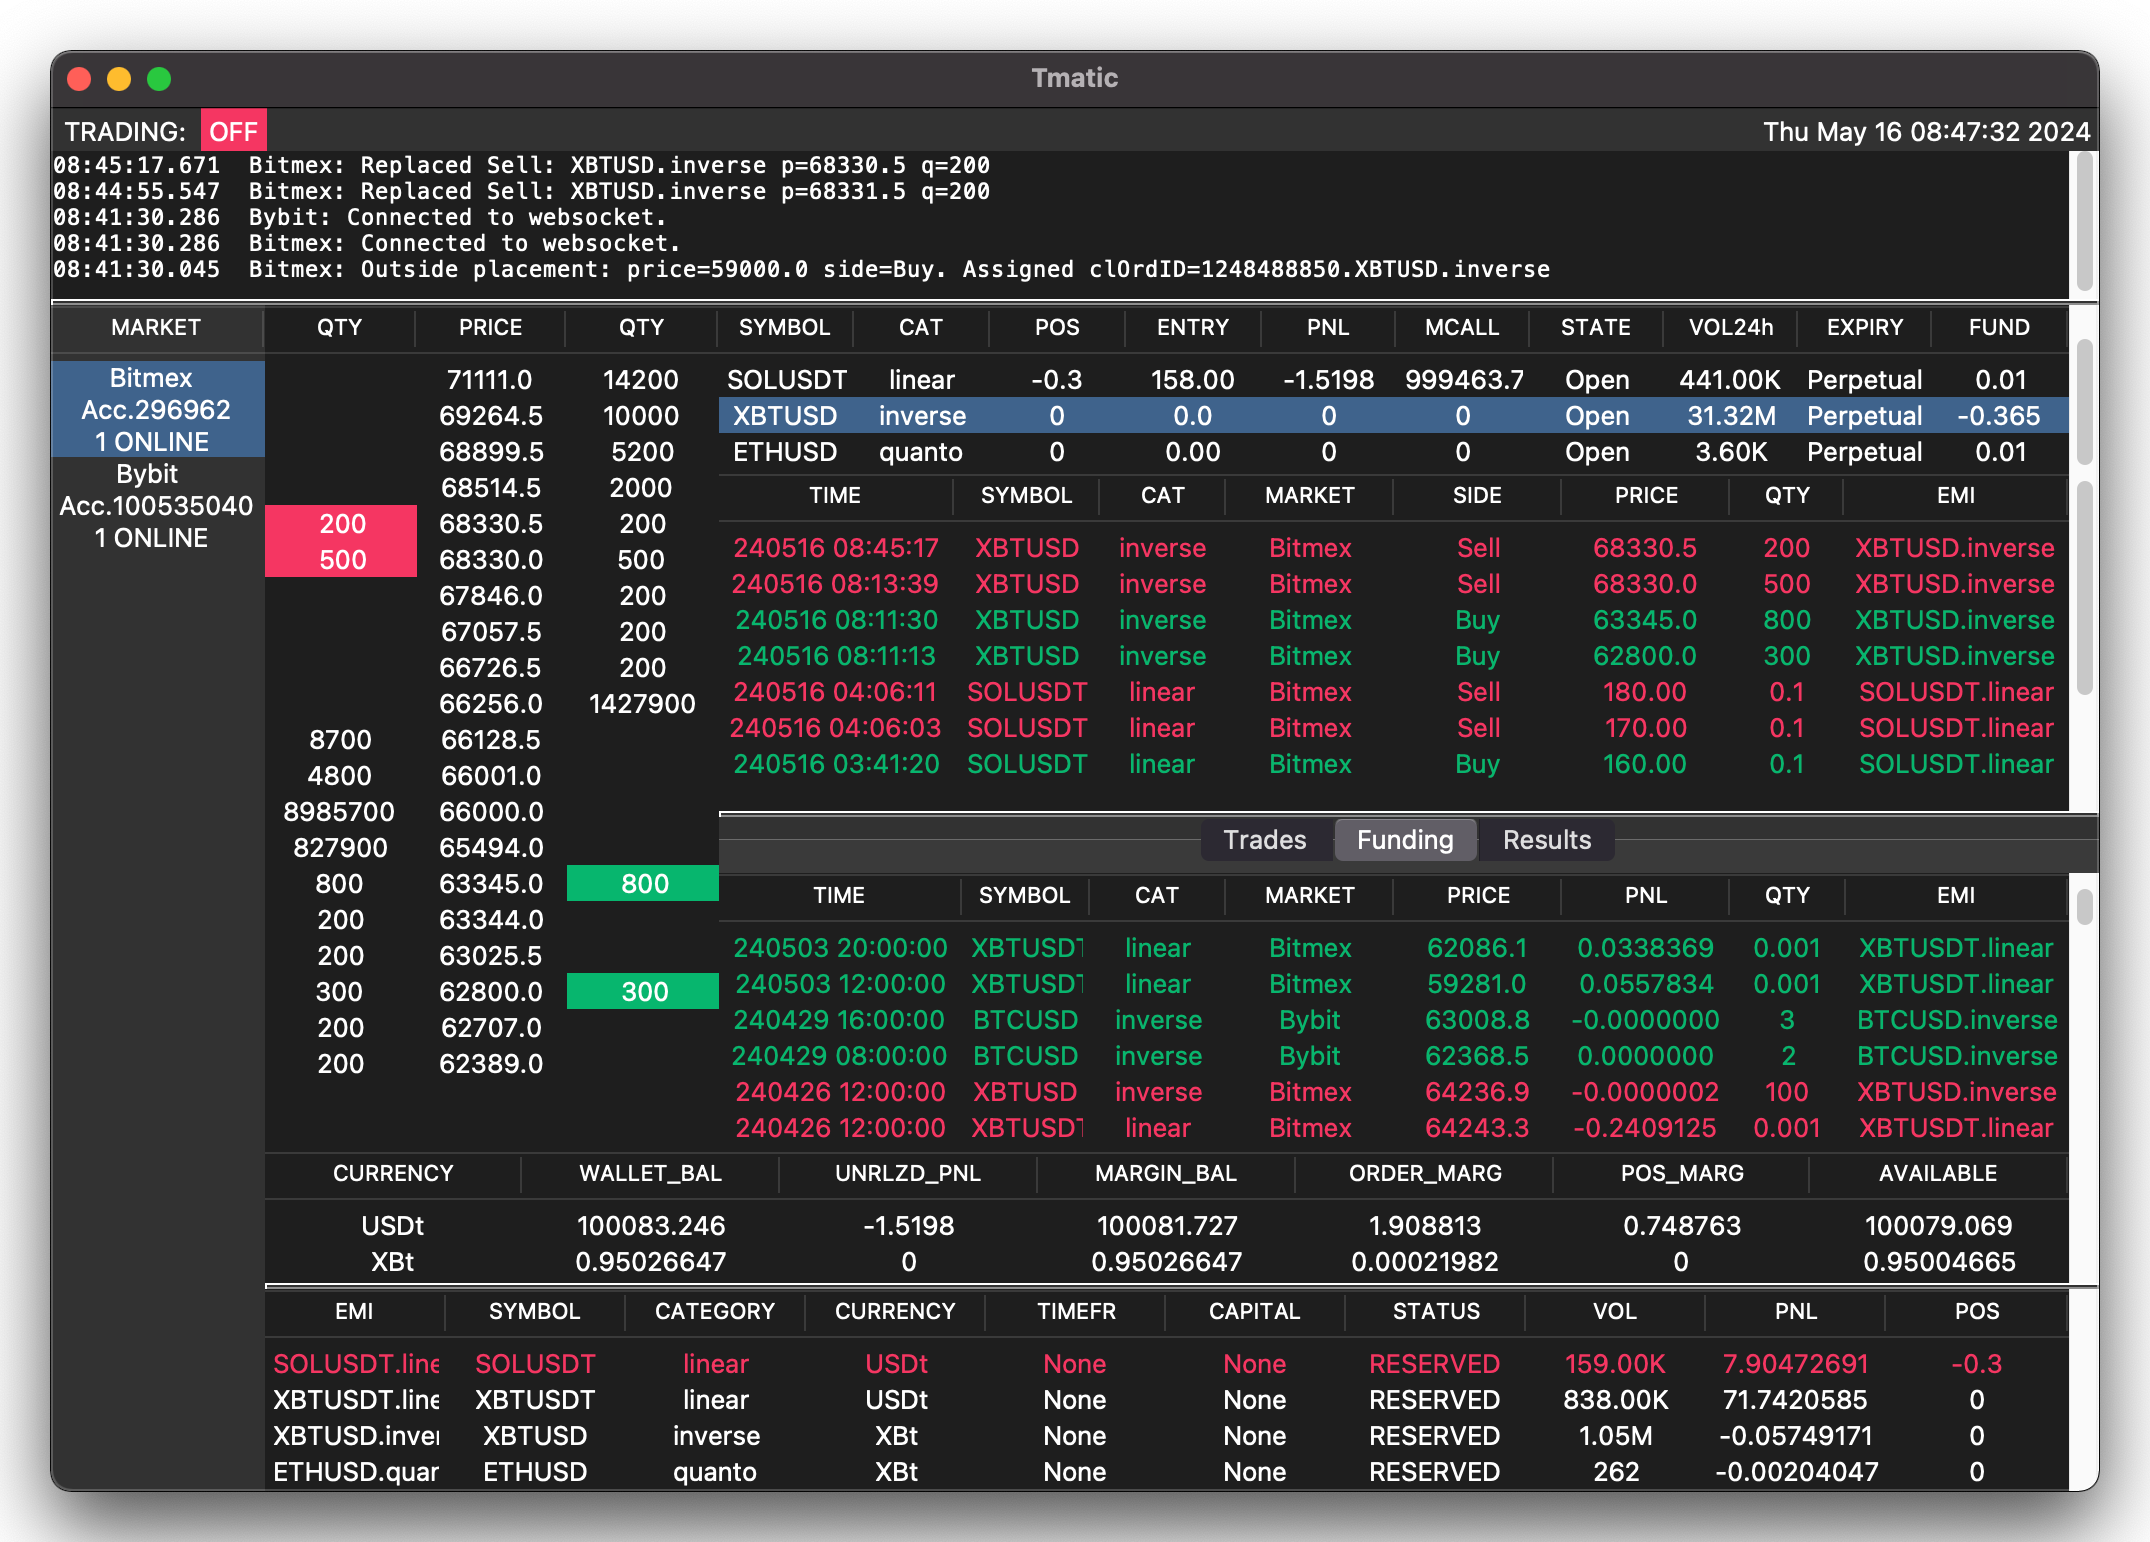 Tmatic
TRADING: OFF Thu May 16 08:47:32 2024
08:45:17.671 Bitmex: Replaced Sell: XBTUSD.inverse p=68330.5 q=200
08:44:55.547 Bitmex: Replaced Sell: XBTUSD.inverse p=68331.5 q=200
08:41:30.286 Bybit: Connected to websocket.
08:41:30.286 Bitmex: Connected to websocket.
08:41:30.045 Bitmex: Outside placement: price=59000.0 side=Buy. Assigned clOrdID=1248488850.XBTUSD.inverse
MARKET
Bitmex
Acc.296962
1 ONLINE
Bybit
Acc.100535040
1 ONLINE
QTY PRICE QTY
71111.0 14200
69264.5 10000
68899.5 5200
68514.5 2000
200 68330.5 200
500 68330.0 500
67846.0 200
67057.5 200
66726.5 200
66256.0 1427900
8700 66128.5
4800 66001.0
8985700 66000.0
827900 65494.0
800 63345.0 800
200 63344.0
200 63025.5
300 62800.0 300
200 62707.0
200 62389.0
SYMBOL CAT POS ENTRY PNL MCALL STATE VOL24h EXPIRY FUND
SOLUSDT linear -0.3 158.00 -1.5198 999463.7 Open 441.00K Perpetual 0.01
XBTUSD inverse 0 0.0 0 0 Open 31.32M Perpetual -0.365
ETHUSD quanto 0 0.00 0 0 Open 3.60K Perpetual 0.01
TIME SYMBOL CAT MARKET SIDE PRICE QTY EMI
240516 08:45:17 XBTUSD inverse Bitmex Sell 68330.5 200 XBTUSD.inverse
240516 08:13:39 XBTUSD inverse Bitmex Sell 68330.0 500 XBTUSD.inverse
240516 08:11:30 XBTUSD inverse Bitmex Buy 63345.0 800 XBTUSD.inverse
240516 08:11:13 XBTUSD inverse Bitmex Buy 62800.0 300 XBTUSD.inverse
240516 04:06:11 SOLUSDT linear Bitmex Sell 180.00 0.1 SOLUSDT.linear
240516 04:06:03 SOLUSDT linear Bitmex Sell 170.00 0.1 SOLUSDT.linear
240516 03:41:20 SOLUSDT linear Bitmex Buy 160.00 0.1 SOLUSDT.linear
Trades Funding Results
TIME SYMBOL CAT MARKET PRICE PNL QTY EMI
240503 20:00:00 XBTUSDT linear Bitmex 62086.1 0.0338369 0.001 XBTUSDT.linear
240503 12:00:00 XBTUSDT linear Bitmex 59281.0 0.0557834 0.001 XBTUSDT.linear
240429 16:00:00 BTCUSD inverse Bybit 63008.8 -0.0000000 3 BTCUSD.inverse
240429 08:00:00 BTCUSD inverse Bybit 62368.5 0.0000000 2 BTCUSD.inverse
240426 12:00:00 XBTUSD inverse Bitmex 64236.9 -0.0000002 100 XBTUSD.inverse
240426 12:00:00 XBTUSDT linear Bitmex 64243.3 -0.2409125 0.001 XBTUSDT.linear
CURRENCY WALLET_BAL UNRLZD_PNL MARGIN_BAL ORDER_MARG POS_MARG AVAILABLE
USDt 100083.246 -1.5198 100081.727 1.908813 0.748763 100079.069
XBt 0.95026647 0 0.95026647 0.00021982 0 0.95004665
EMI SYMBOL CATEGORY CURRENCY TIMEFR CAPITAL STATUS VOL PNL POS
SOLUSDT.line SOLUSDT linear USDt None None RESERVED 159.00K 7.90472691 -0.3
XBTUSDT.line XBTUSDT linear USDt None None RESERVED 838.00K 71.7420585 0
XBTUSD.inver XBTUSD inverse XBt None None RESERVED 1.05M -0.05749171 0
ETHUSD.quar ETHUSD quanto XBt None None RESERVED 262 -0.00204047 0